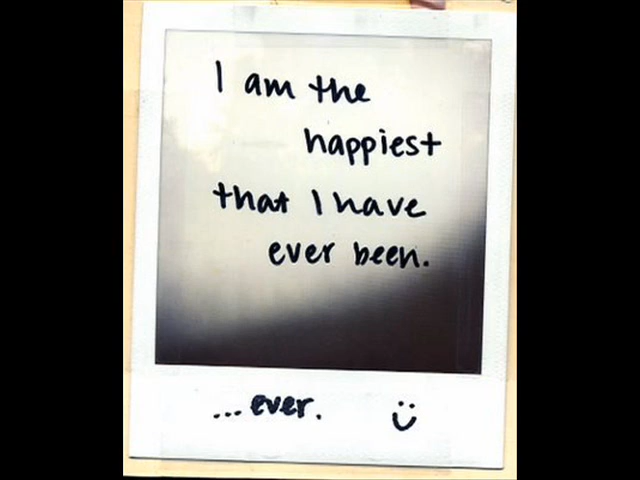 I am the
happiest
that I have
ever been.
...ever. :)